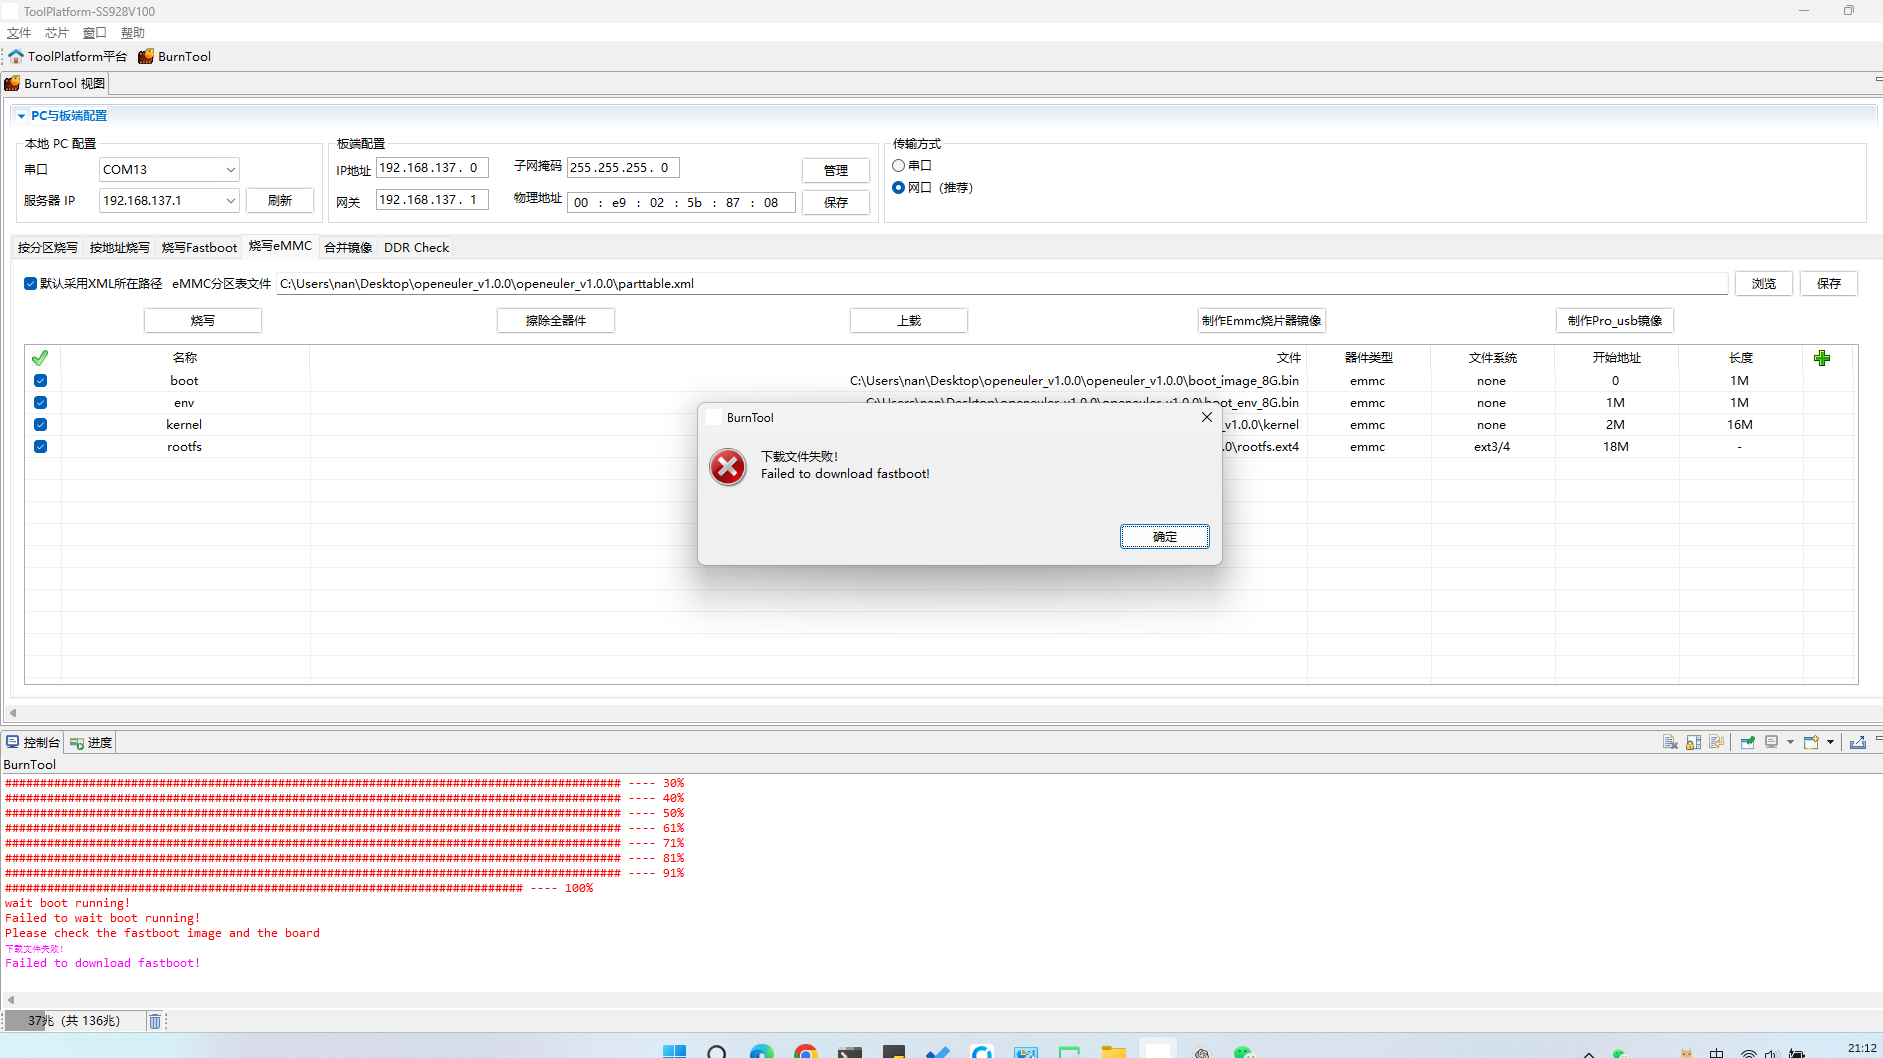 ToolPlatform-SS928V100
文件 芯片 窗口 帮助
ToolPlatform平台 BurnTool
BurnTool 视图
PC与板端配置
本地 PC 配置
串口 COM13
服务器 IP 192.168.137.1 刷新
板端配置
IP地址 192.168.137. 0 子网掩码 255.255.255. 0 管理
网关 192.168.137. 1 物理地址 00 : e9 : 02 : 5b : 87 : 08 保存
传输方式
串口
网口（推荐）
按分区烧写 按地址烧写 烧写Fastboot 烧写eMMC 合并镜像 DDR Check
默认采用XML所在路径 eMMC分区表文件 C:\Users\nan\Desktop\openeuler_v1.0.0\openeuler_v1.0.0\parttable.xml 浏览 保存
烧写 擦除全器件 上载 制作Emmc烧片器镜像 制作Pro_usb镜像
名称 文件 器件类型 文件系统 开始地址 长度
boot C:\Users\nan\Desktop\openeuler_v1.0.0\openeuler_v1.0.0\boot_image_8G.bin emmc none 0 1M
env C:\Users\nan\Desktop\openeuler_v1.0.0\openeuler_v1.0.0\boot_env_8G.bin emmc none 1M 1M
kernel _v1.0.0\kernel emmc none 2M 16M
rootfs .0\rootfs.ext4 emmc ext3/4 18M -
BurnTool
下载文件失败!
Failed to download fastboot!
确定
控制台 进度
BurnTool
######################################################################################## ---- 30%
######################################################################################## ---- 40%
######################################################################################## ---- 50%
######################################################################################## ---- 61%
######################################################################################## ---- 71%
######################################################################################## ---- 81%
######################################################################################## ---- 91%
########################################################################## ---- 100%
wait boot running!
Failed to wait boot running!
Please check the fastboot image and the board
下载文件失败!
Failed to download fastboot!
37兆 (共 136兆)
中 21:12